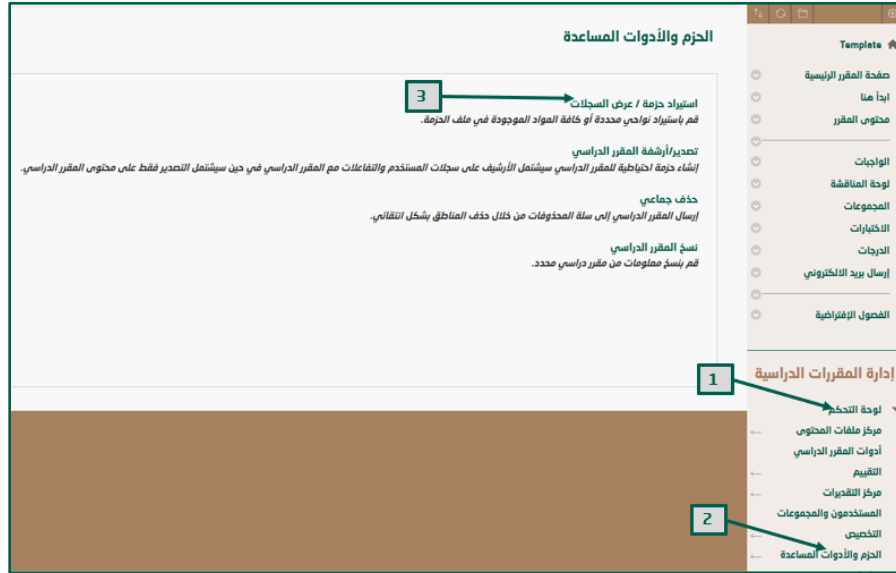 Template
صفحة المقرر الرئيسية
ابدأ هنا
محتوى المقرر
الواجبات
لوحة المناقشة
المجموعات
الاختبارات
الدرجات
إرسال بريد الالكتروني
الفصول الإفتراضية
إدارة المقررات الدراسية
1
لوحة التحكم
مركز ملفات المحتوى
أدوات المقرر الدراسي
التقييم
مركز التقديرات
المستخدمون والمجموعات
التخصيص
2
الحزم والأدوات المساعدة
الحزم والأدوات المساعدة
3
استيراد حزمة / عرض السجلات
قم باستيراد نواحي محددة أو كافة المواد الموجودة في ملف الحزمة.
تصدير/أرشفة المقرر الدراسي
إنشاء حزمة احتياطية للمقرر الدراسي سيشتمل الأرشيف على سجلات المستخدم والتفاعلات مع المقرر الدراسي في حين سيشتمل التصدير فقط على محتوى المقرر الدراسي.
حذف جماعي
إرسال المقرر الدراسي إلى سلة المحذوفات من خلال حذف المناطق بشكل انتقائي.
نسخ المقرر الدراسي
قم بنسخ معلومات من مقرر دراسي محدد.